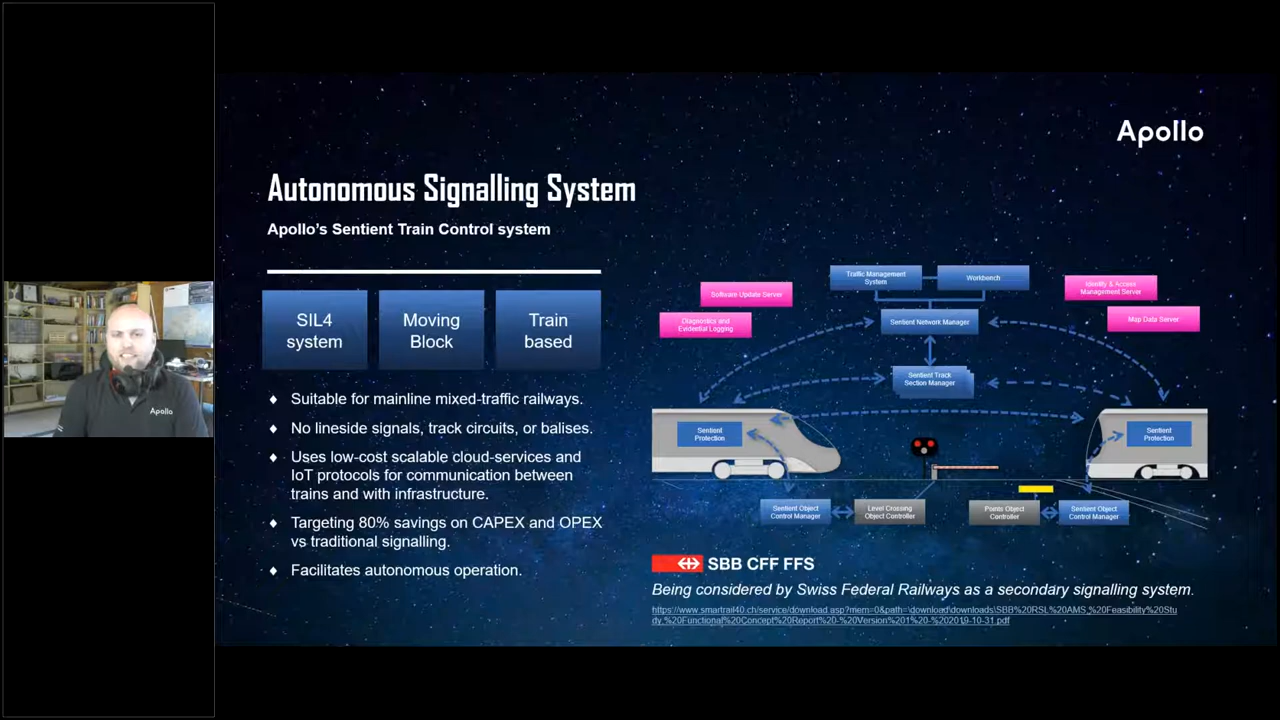 Apollo
Autonomous Signalling System
Apollo's Sentient Train Control system
SIL4
system
Moving
Block
Train
based
♦ Suitable for mainline mixed-traffic railways.
♦ No lineside signals, track circuits, or balises.
♦ Uses low-cost scalable cloud-services and
IoT protocols for communication between
trains and with infrastructure.
♦ Targeting 80% savings on CAPEX and OPEX
vs traditional signalling.
♦ Facilitates autonomous operation.
Software Update Server
Diagnostics and
Evidential Logging
Traffic Management
System
Workbench
Identity & Access
Management Server
Map Data Server
Sentient Network Manager
Sentient Track
Section Manager
Sentient
Protection
Sentient
Protection
Sentient Object
Control Manager
Level Crossing
Object Controller
Points Object
Controller
Sentient Object
Control Manager
SBB CFF FFS
Being considered by Swiss Federal Railways as a secondary signalling system.
https://www.smartrail40.ch/service/download.asp?mem=0&path=\download\downloads\SBB%20RSL%20AMS,%20Feasibility%20Stu
dy,%20Functional%20Concept%20Report%20-%20Version%201%20-%202019-10-31.pdf
Apollo